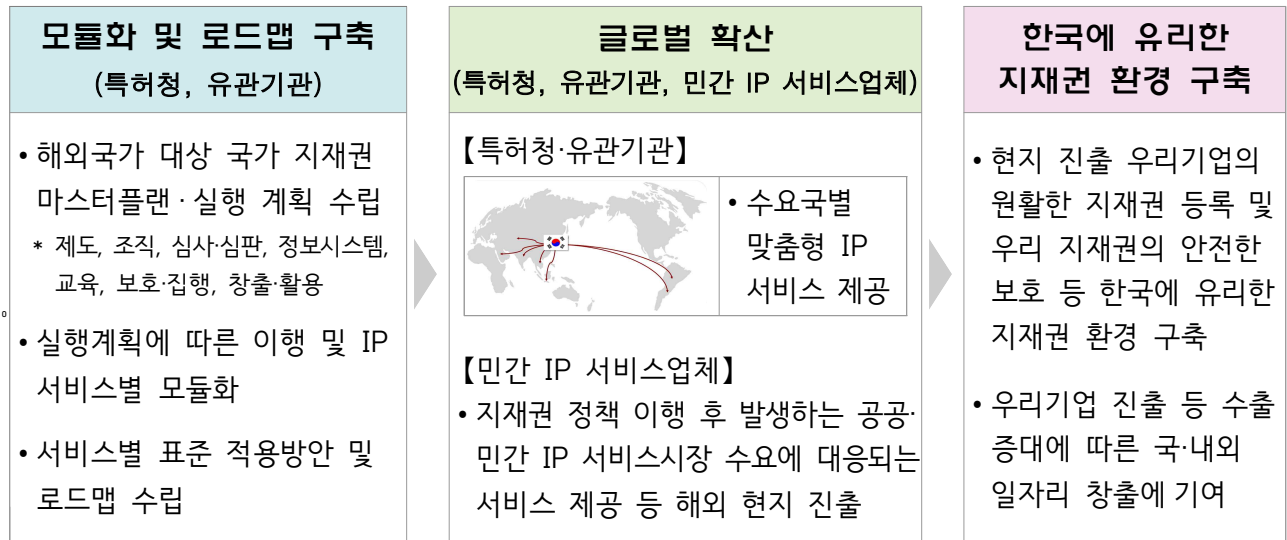 모듈화 및 로드맵 구축
(특허청, 유관기관)
• 해외국가 대상 국가 지재권
마스터플랜·실행 계획 수립
* 제도, 조직, 심사·심판, 정보시스템,
교육, 보호·집행, 창출·활용
• 실행계획에 따른 이행 및 IP
서비스별 모듈화
• 서비스별 표준 적용방안 및
로드맵 수립
글로벌 확산
(특허청, 유관기관, 민간 IP 서비스업체)
【특허청·유관기관】
• 수요국별
맞춤형 IP
서비스 제공
【민간 IP 서비스업체】
• 지재권 정책 이행 후 발생하는 공공·
민간 IP 서비스시장 수요에 대응되는
서비스 제공 등 해외 현지 진출
한국에 유리한
지재권 환경 구축
• 현지 진출 우리기업의
원활한 지재권 등록 및
우리 지재권의 안전한
보호 등 한국에 유리한
지재권 환경 구축
• 우리기업 진출 등 수출
증대에 따른 국·내외
일자리 창출에 기여